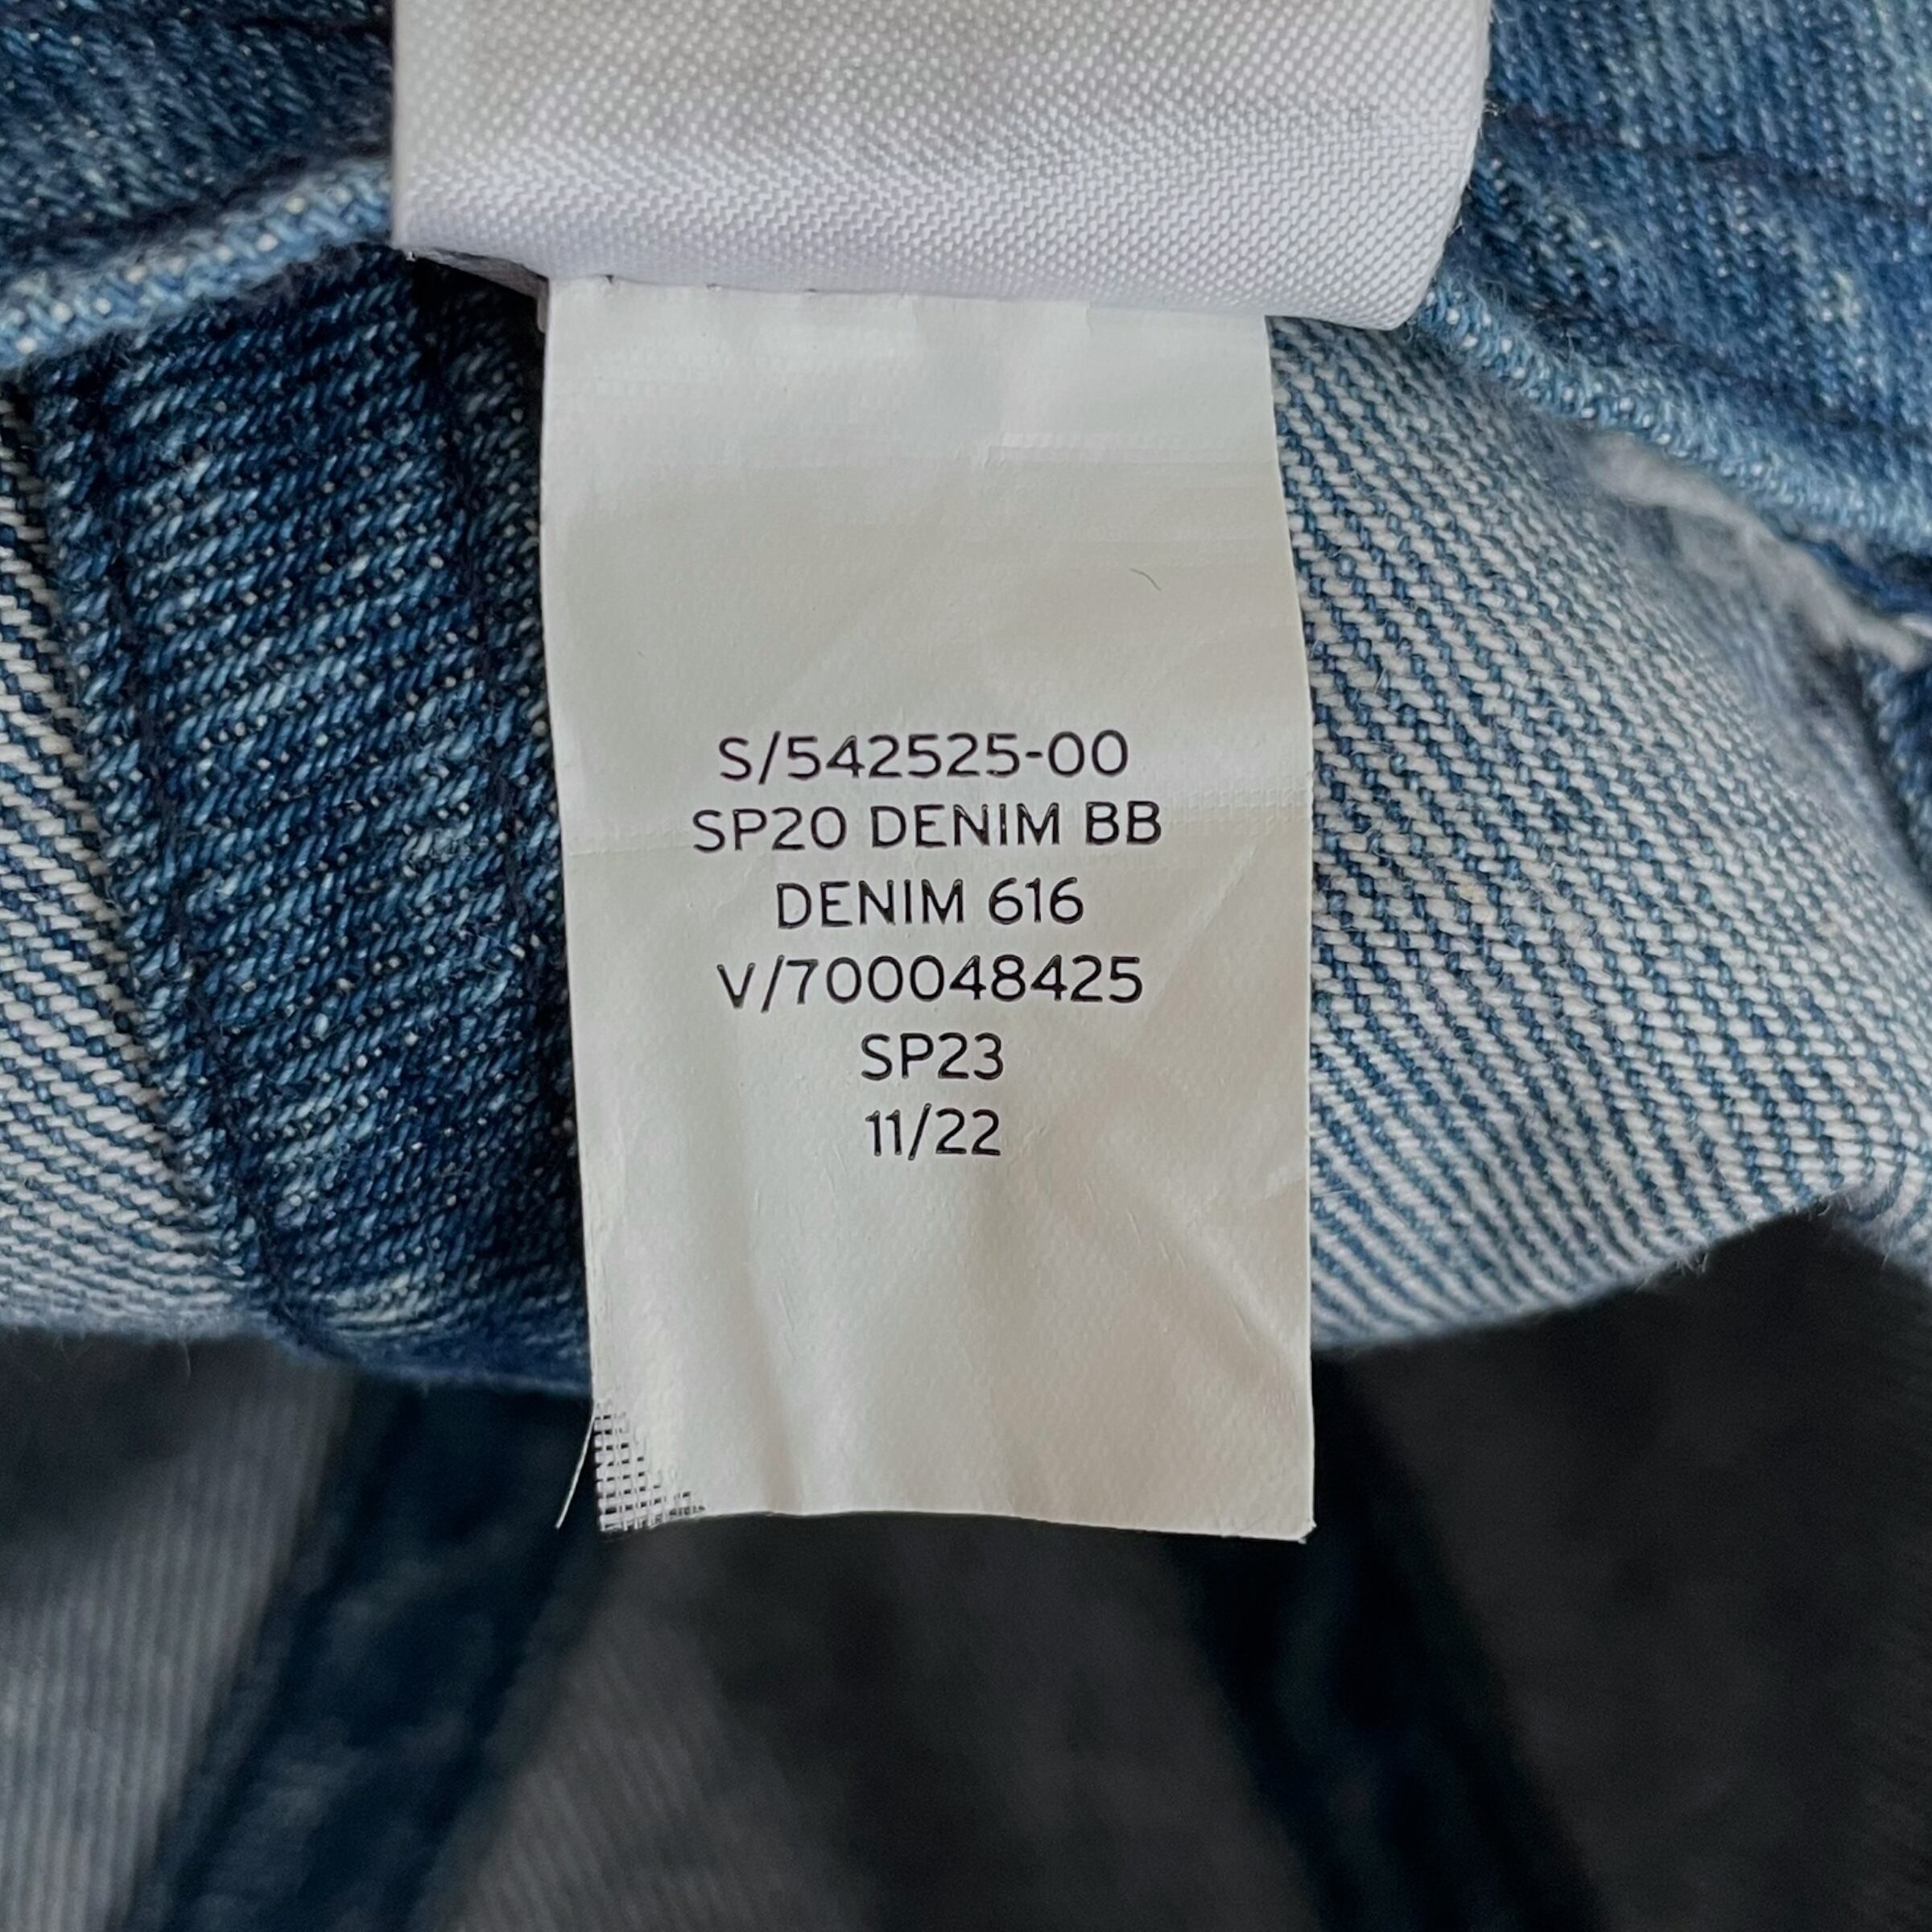 S/542525-00
SP20 DENIM BB
DENIM 616
V/700048425
SP23
11/22